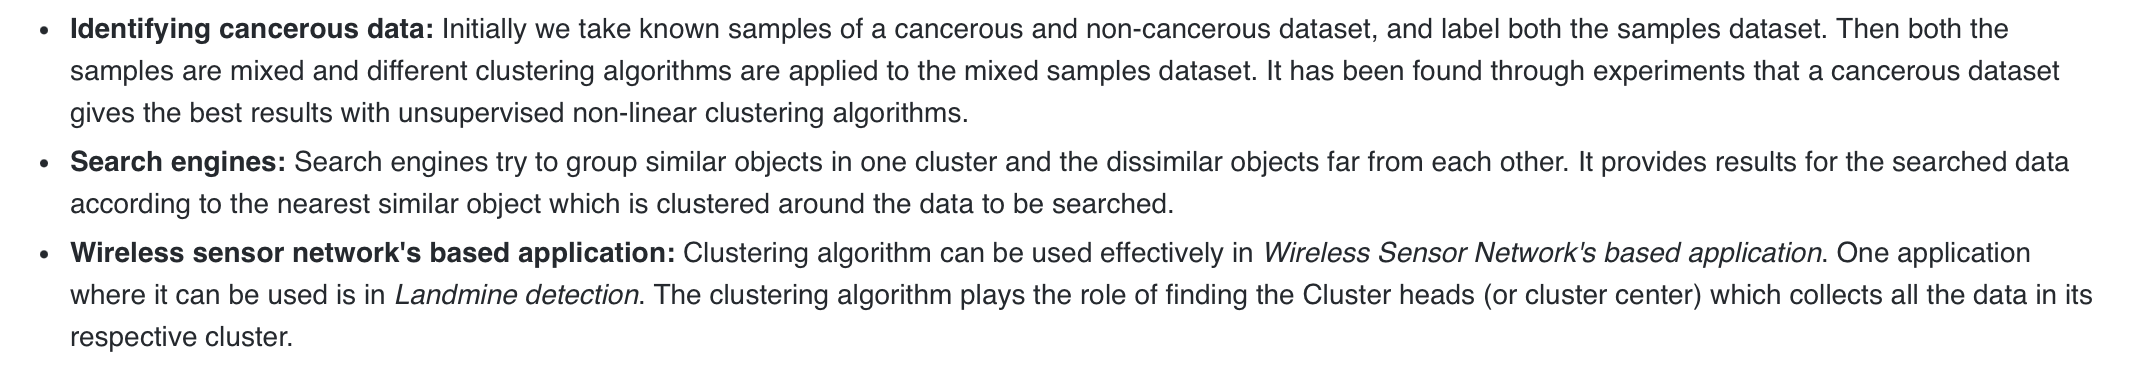 • Identifying cancerous data: Initially we take known samples of a cancerous and non-cancerous dataset, and label both the samples dataset. Then both the
samples are mixed and different clustering algorithms are applied to the mixed samples dataset. It has been found through experiments that a cancerous dataset
gives the best results with unsupervised non-linear clustering algorithms.
• Search engines: Search engines try to group similar objects in one cluster and the dissimilar objects far from each other. It provides results for the searched data
according to the nearest similar object which is clustered around the data to be searched.
• Wireless sensor network's based application: Clustering algorithm can be used effectively in Wireless Sensor Network's based application. One application
where it can be used is in Landmine detection. The clustering algorithm plays the role of finding the Cluster heads (or cluster center) which collects all the data in its
respective cluster.